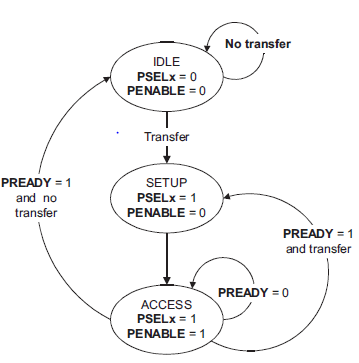 No transfer
IDLE
PSELx = 0
PENABLE = 0
Transfer
SETUP
PSELx = 1
PENABLE = 0
PREADY = 1
and no
transfer
PREADY = 1
and transfer
PREADY = 0
ACCESS
PSELx = 1
PENABLE = 1